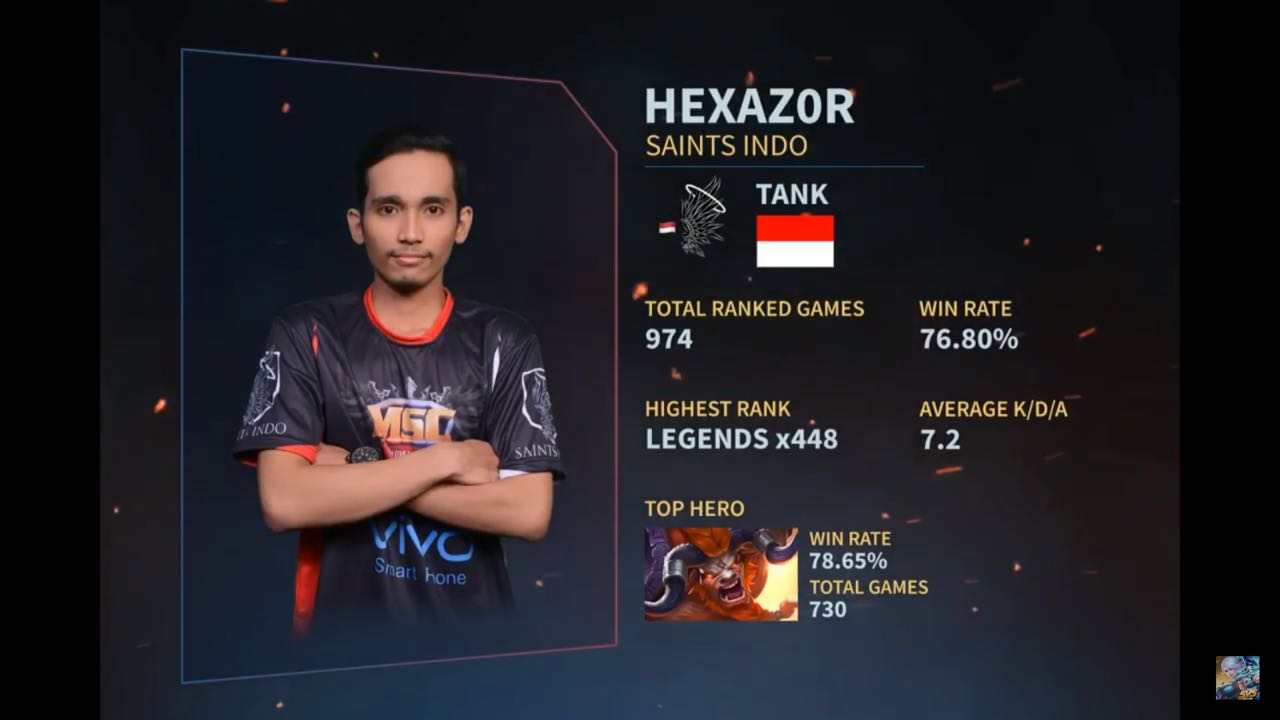 HEXAZ0R
SAINTS INDO
TANK
TOTAL RANKED GAMES
974
WIN RATE
76.80%
HIGHEST RANK
LEGENDS x448
AVERAGE K/D/A
7.2
TOP HERO
WIN RATE
78.65%
TOTAL GAMES
730
MSC
INDO
SAINTS
vivo
Smart hone